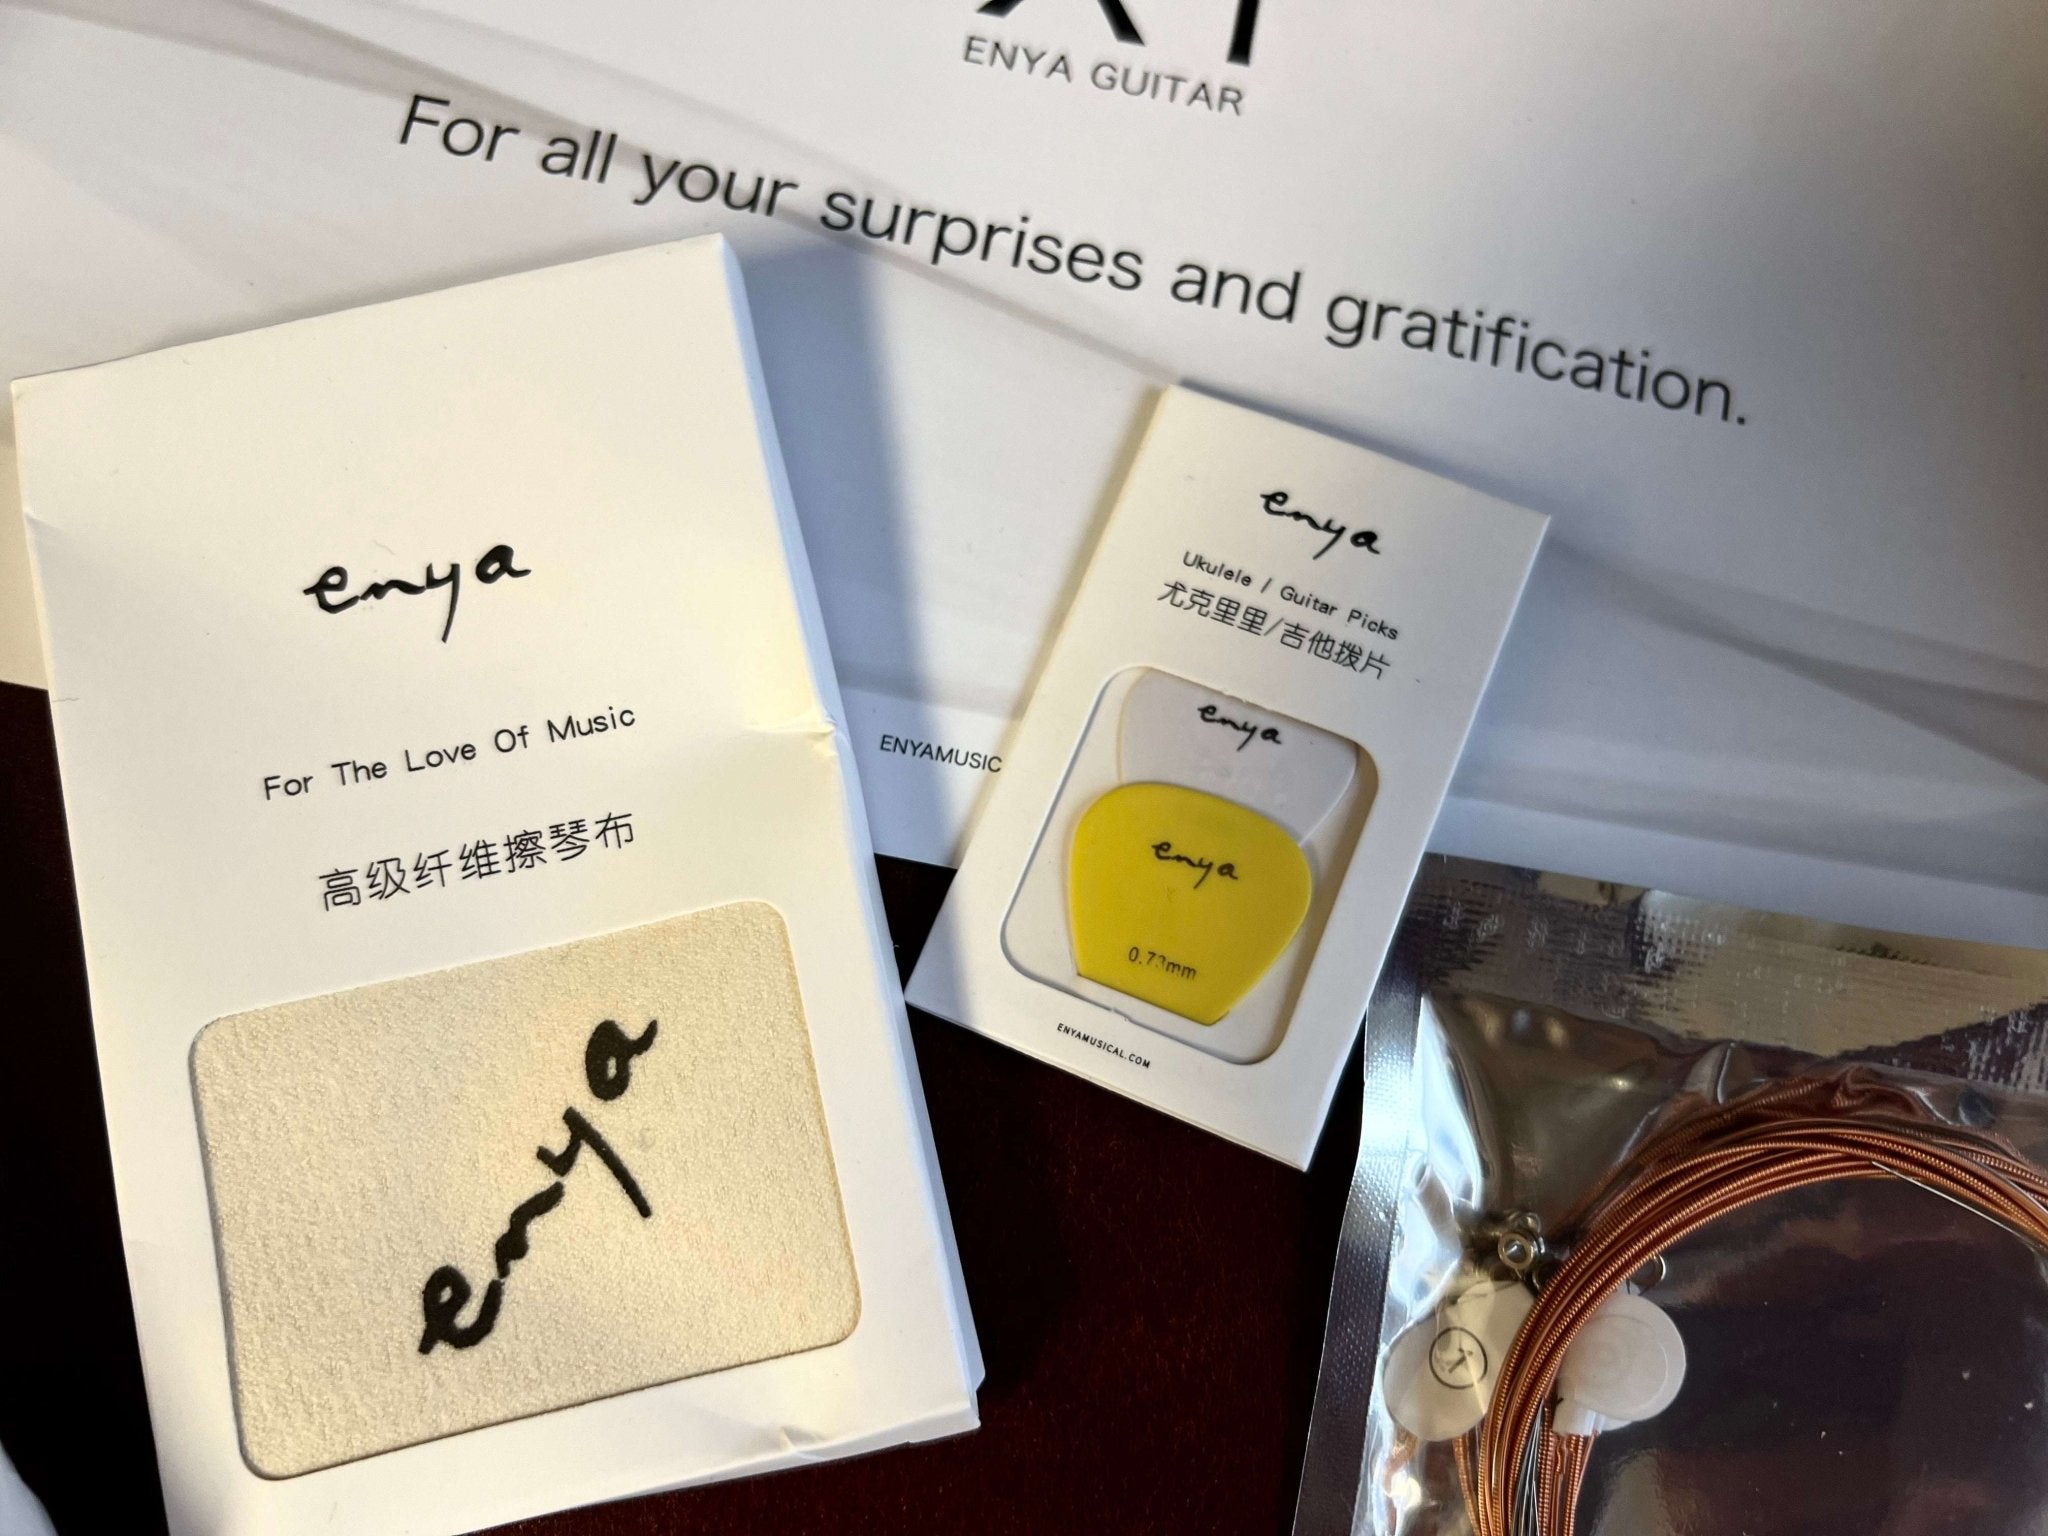 ENYA GUITAR
For all your surprises and gratification.
ENYAMUSIC
enya
For The Love Of Music
高级纤维擦琴布
enya
enya
Ukulele / Guitar Picks
尤克里里/吉他拨片
enya
enya
0.73mm
ENYAMUSICAL.COM